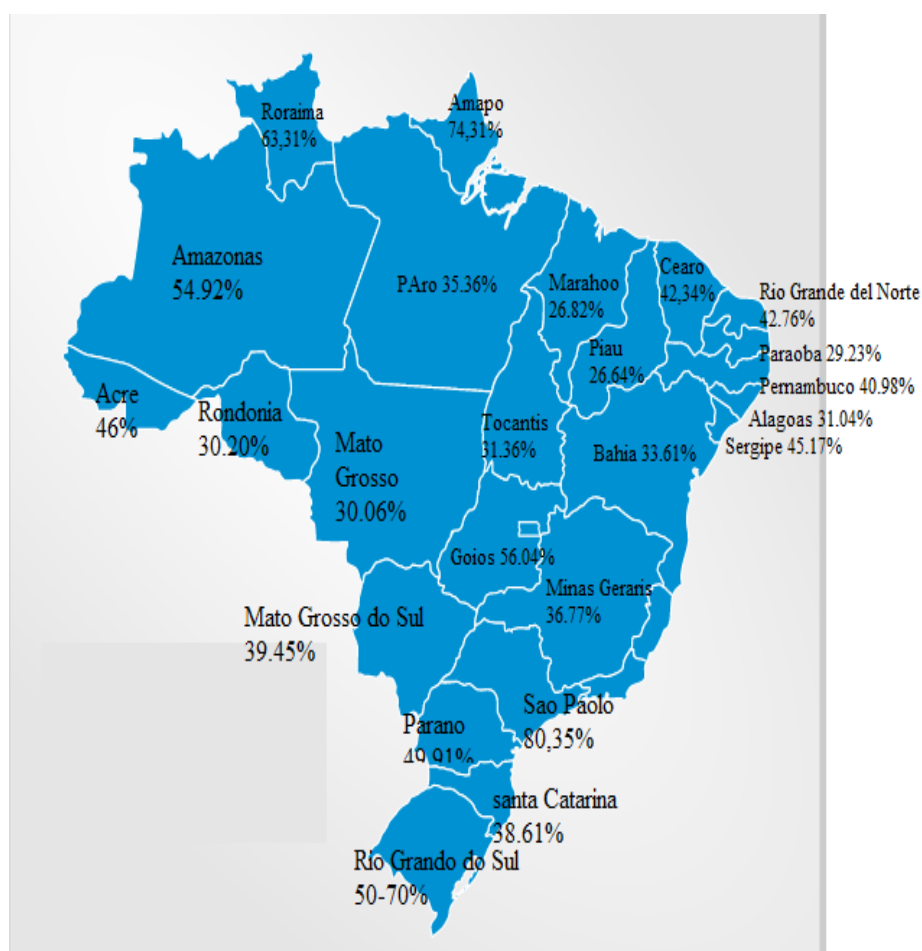 Roraima
63,31%
Amapo
74,31%
Amazonas
54.92%
PAro 35.36%
Marahoo
26.82%
Cearo
42,34%
Rio Grande del Norte
42.76%
Piau
26.64%
Paraoba 29.23%
Pernambuco 40.98%
Alagoas 31.04%
Sergipe 45.17%
Acre
46%
Rondonia
30.20%
Mato
Grosso
30.06%
Tocantis
31.36%
Bahia 33.61%
Goios 56.04%
Minas Geraris
36.77%
Mato Grosso do Sul
39.45%
Sao Paolo
80,35%
Parano
49.91%
santa Catarina
38.61%
Rio Grando do Sul
50-70%